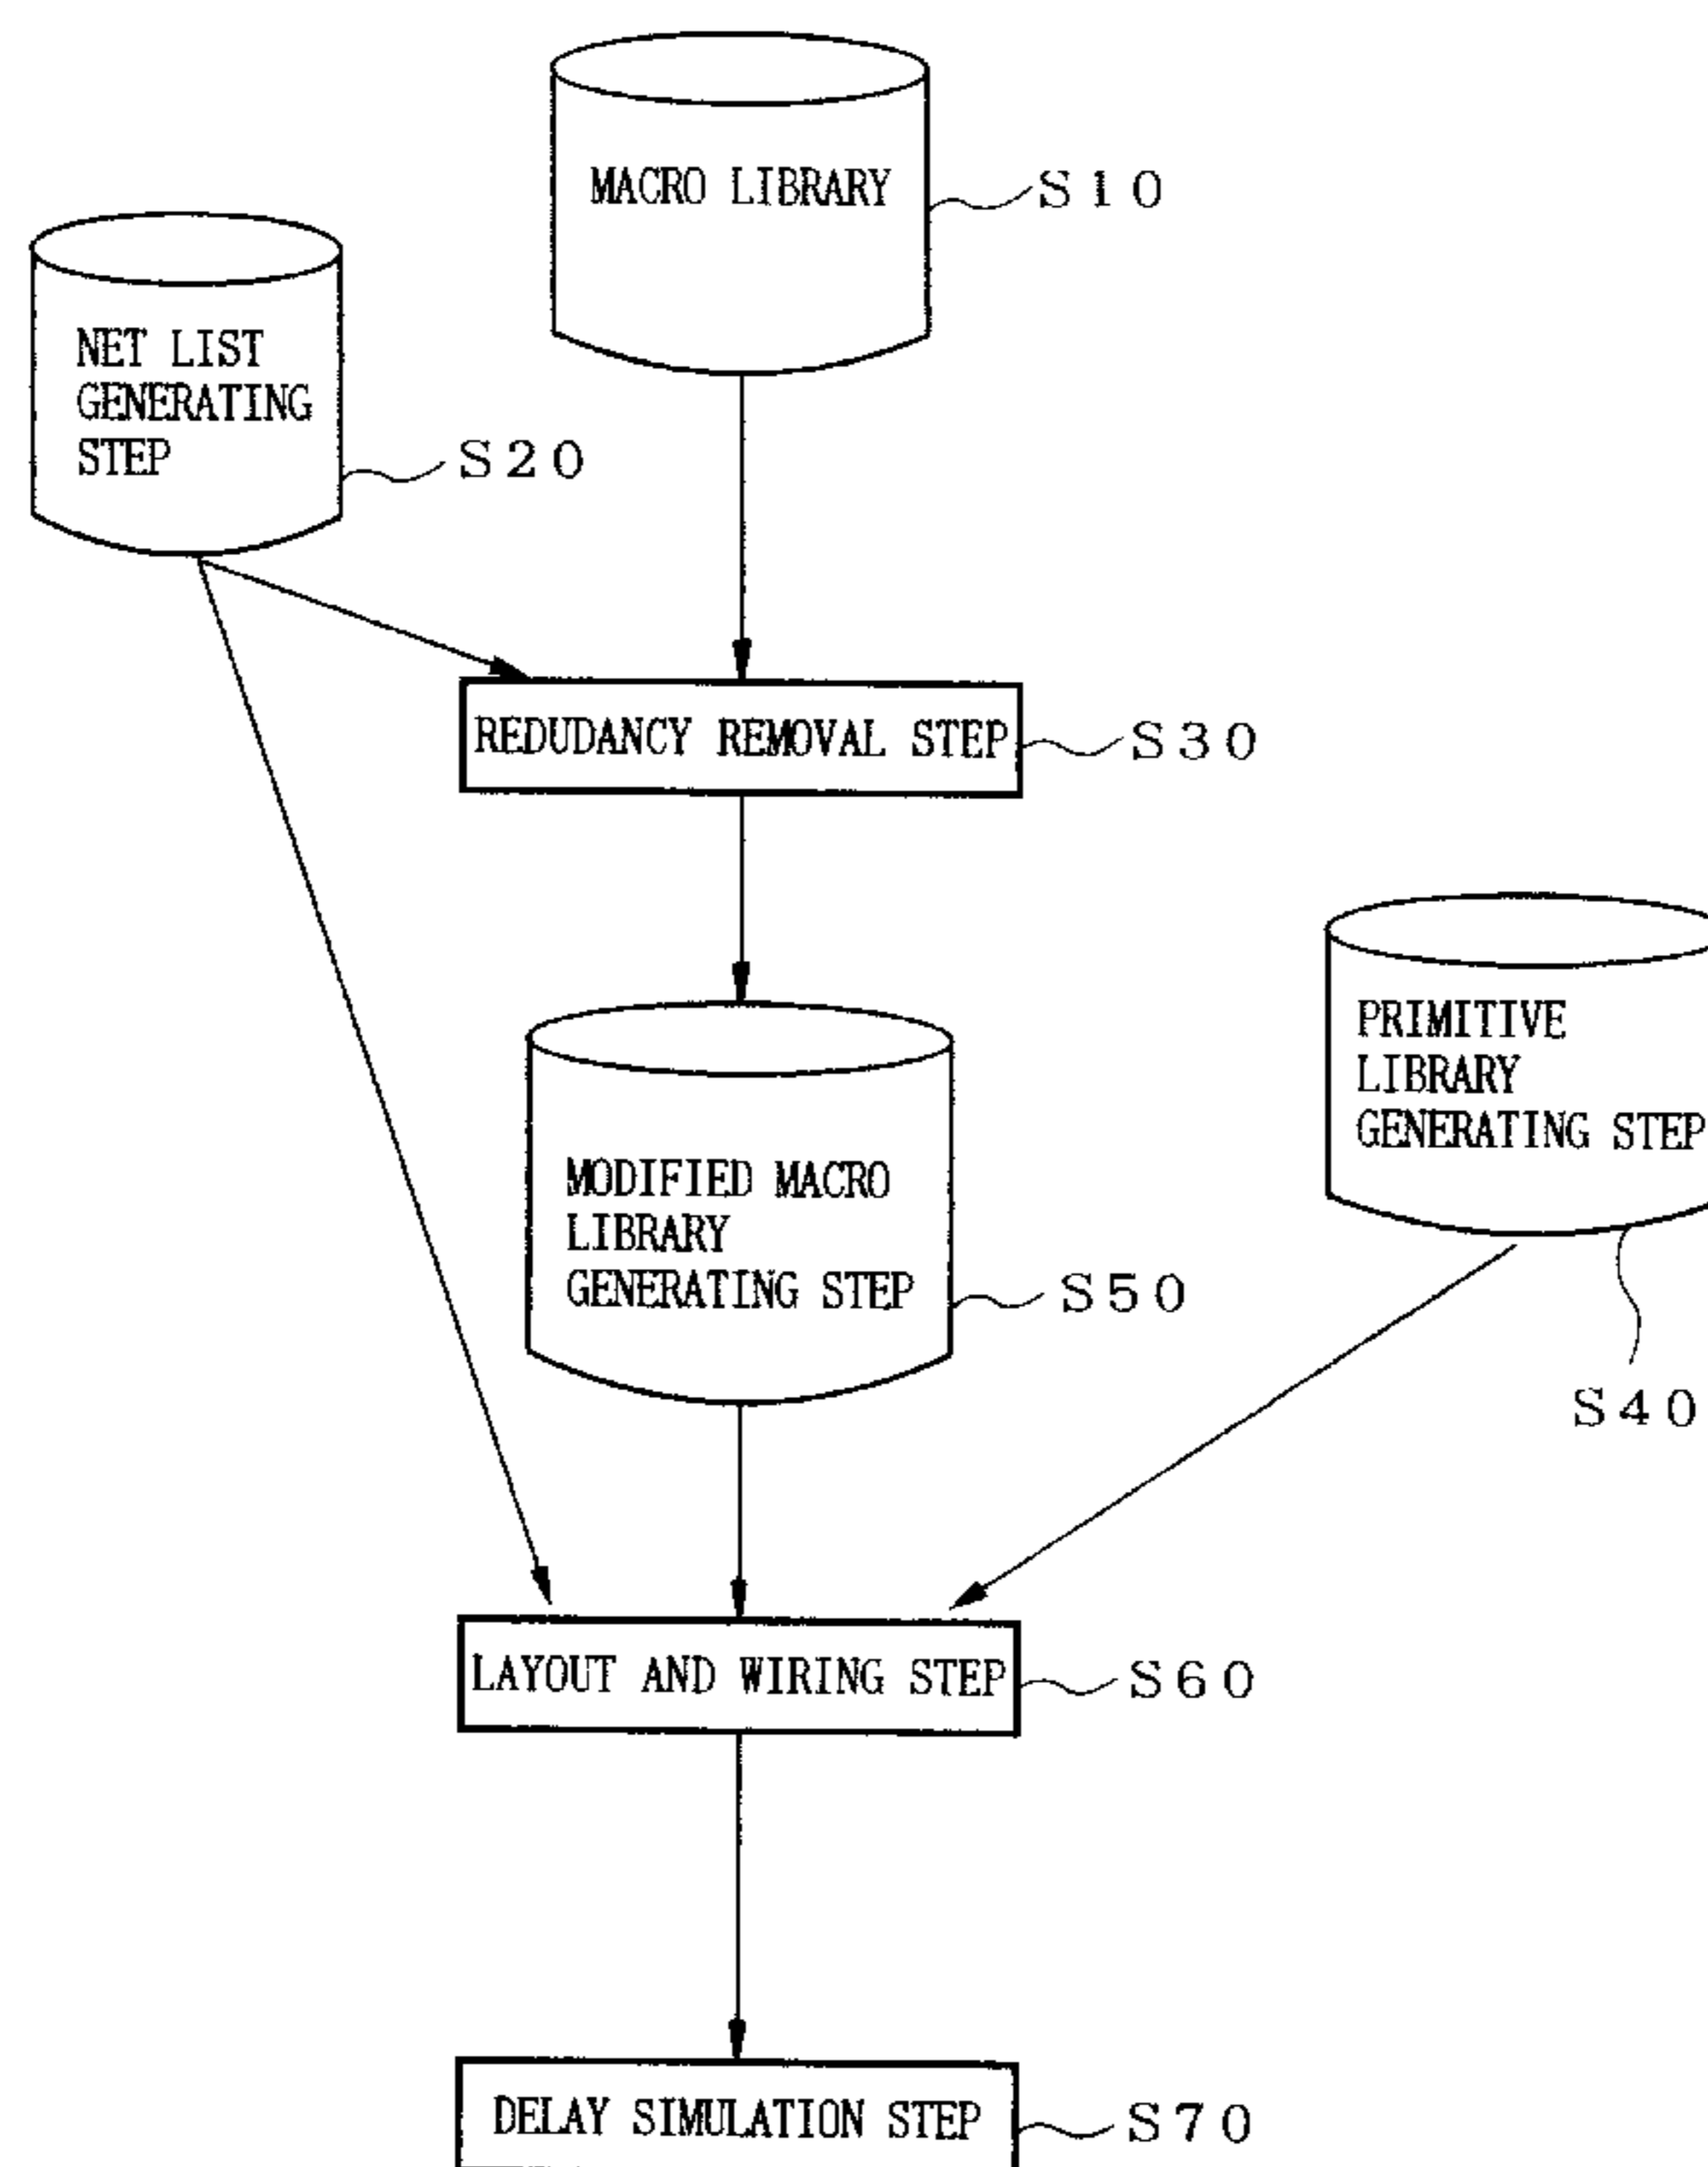 MACRO LIBRARY
S10
NET LIST
GENERATING
STEP
S20
REDUDANCY REMOVAL STEP
S30
PRIMITIVE
LIBRARY
GENERATING STEP
S40
MODIFIED MACRO
LIBRARY
GENERATING STEP
S50
LAYOUT AND WIRING STEP
S60
DELAY SIMULATION STEP
S70